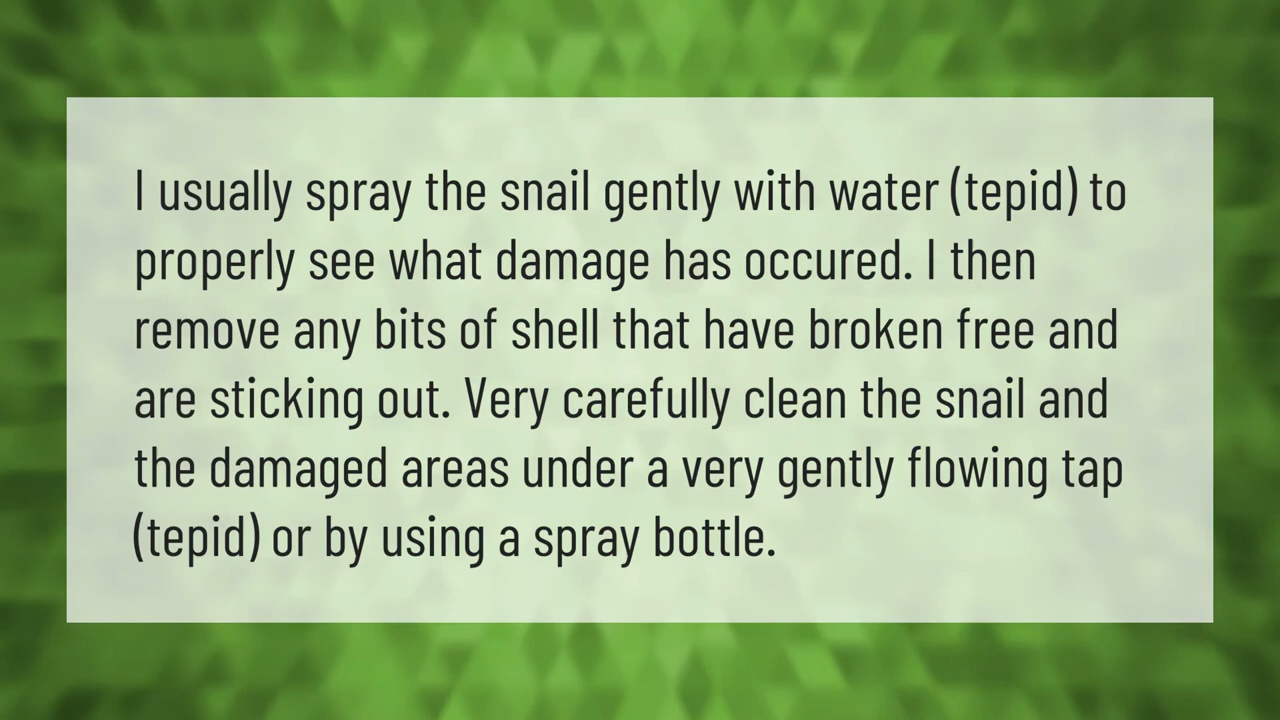 I usually spray the snail gently with water (tepid) to
properly see what damage has occured. I then
remove any bits of shell that have broken free and
are sticking out. Very carefully clean the snail and
the damaged areas under a very gently flowing tap
(tepid) or by using a spray bottle.